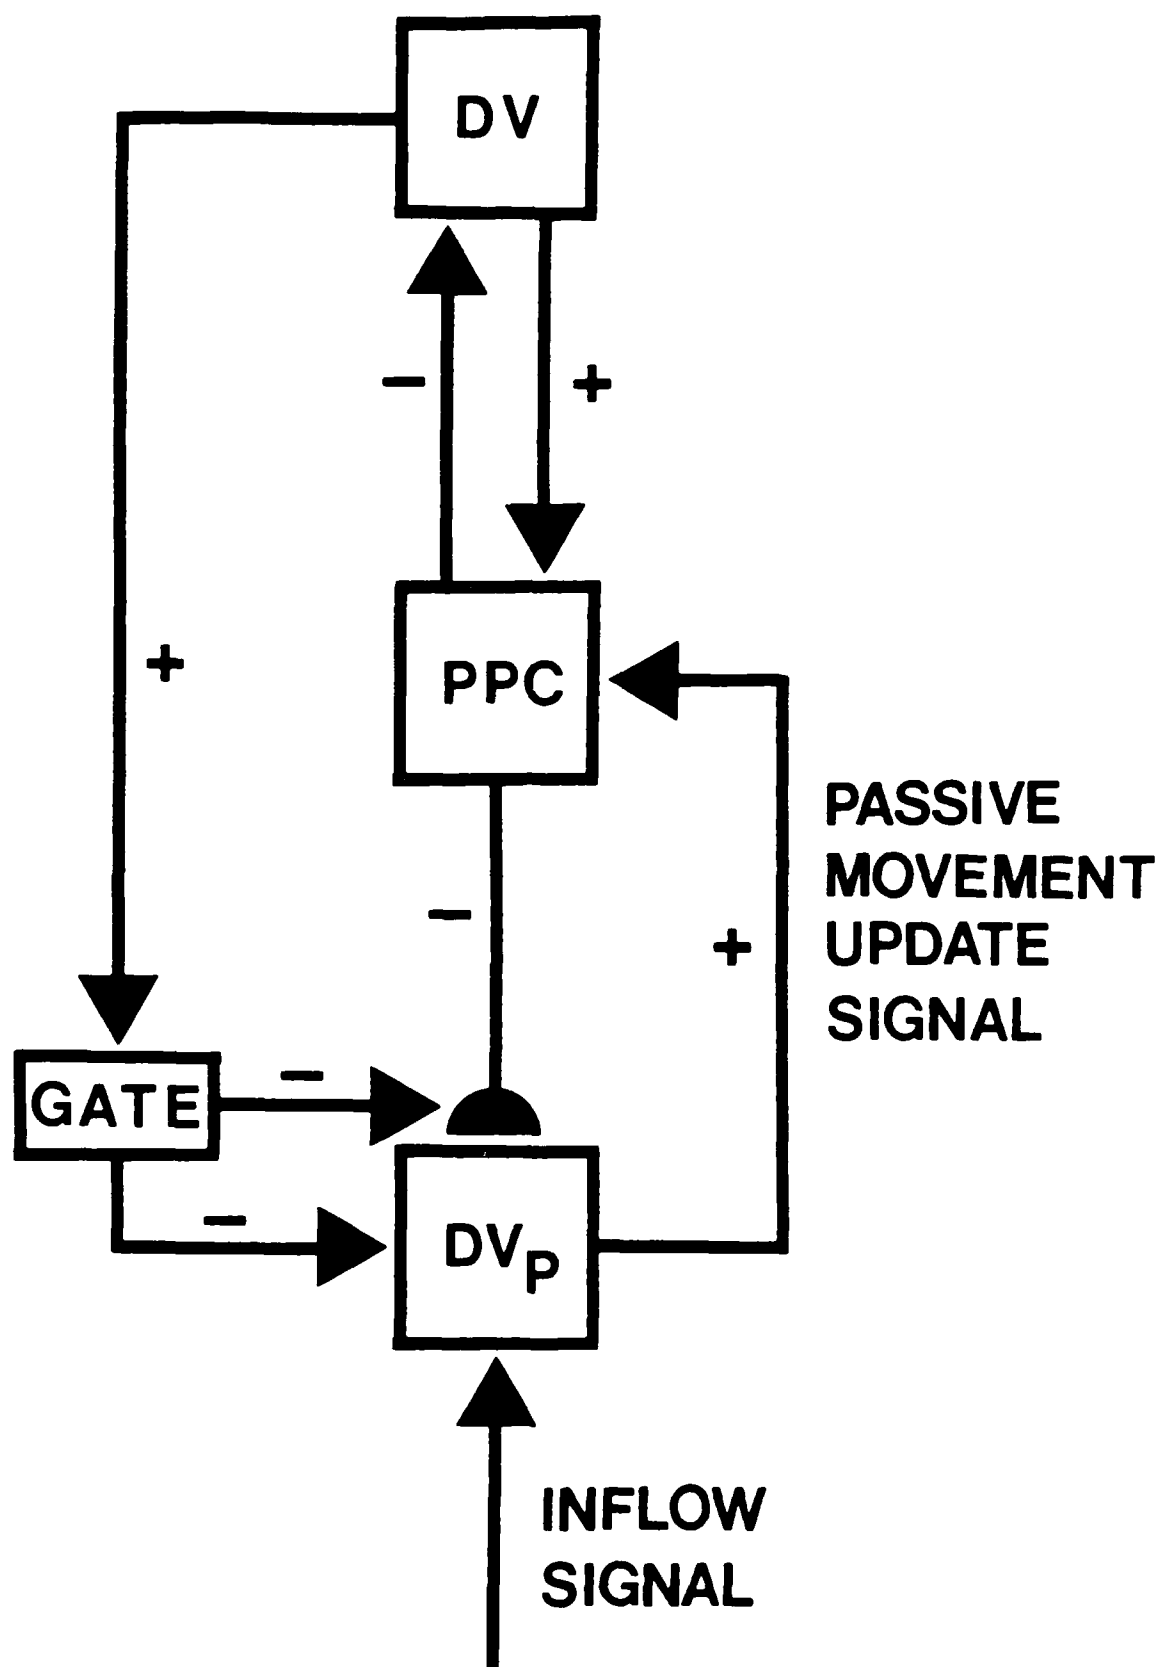 DV
−
+
+
PPC
PASSIVE
MOVEMENT
UPDATE
SIGNAL
−
+
GATE
−
−
DVP
INFLOW
SIGNAL